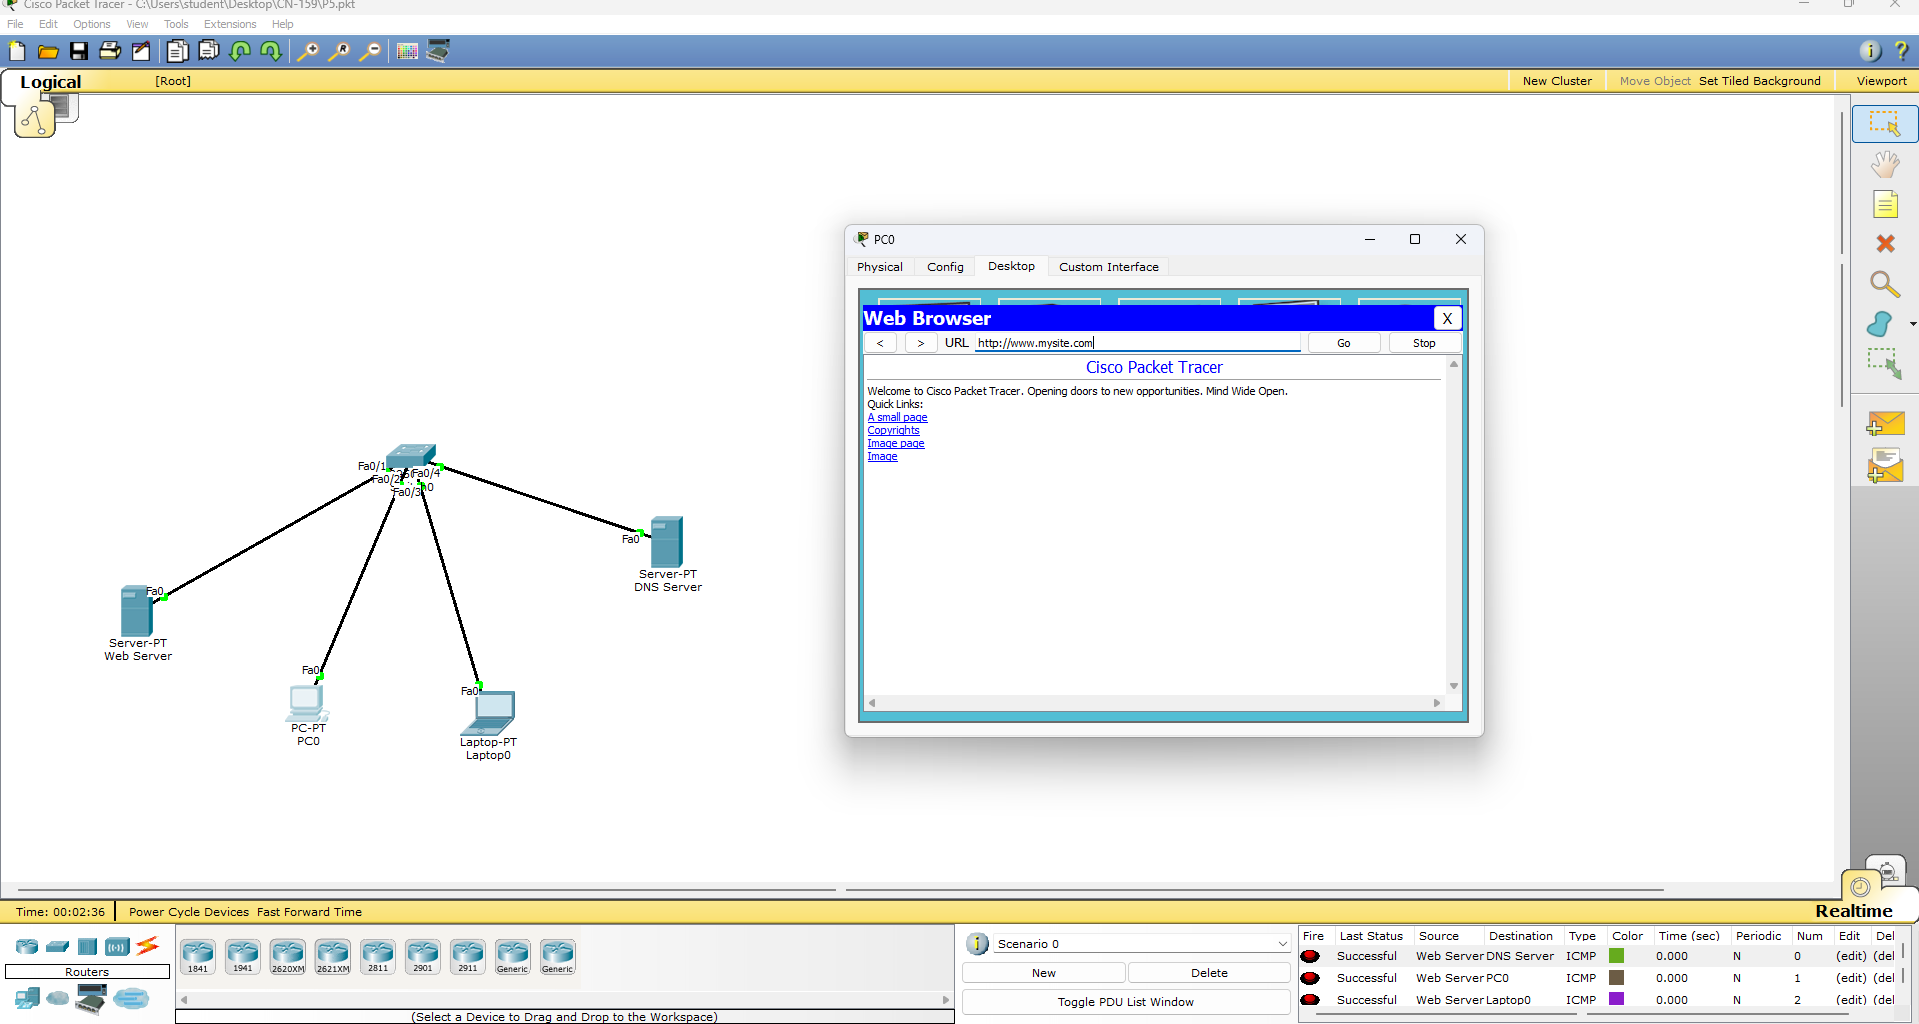 Cisco Packet Tracer - C:\Users\student\Desktop\CN-159\P5.pkt
File Edit Options View Tools Extensions Help
Logical [Root] New Cluster Move Object Set Tiled Background Viewport
PC0
Physical Config Desktop Custom Interface
Web Browser X
< > URL http://www.mysite.com Go Stop
Cisco Packet Tracer
Welcome to Cisco Packet Tracer. Opening doors to new opportunities. Mind Wide Open.
Quick Links:
A small page
Copyrights
Image page
Image
Fa0/1
Fa0/4
Fa0/2
Fa0/3
Fa0
Server-PT
DNS Server
Fa0
Server-PT
Web Server
Fa0
PC-PT
PC0
Fa0
Laptop-PT
Laptop0
Time: 00:02:36 Power Cycle Devices Fast Forward Time Realtime
Routers
1841 1941 2620XM 2621XM 2811 2901 2911 Generic Generic
(Select a Device to Drag and Drop to the Workspace)
Scenario 0
New Delete
Toggle PDU List Window
Fire Last Status Source Destination Type Color Time (sec) Periodic Num Edit Del
Successful Web Server DNS Server ICMP 0.000 N 0 (edit) (del
Successful Web Server PC0 ICMP 0.000 N 1 (edit) (del
Successful Web Server Laptop0 ICMP 0.000 N 2 (edit) (del